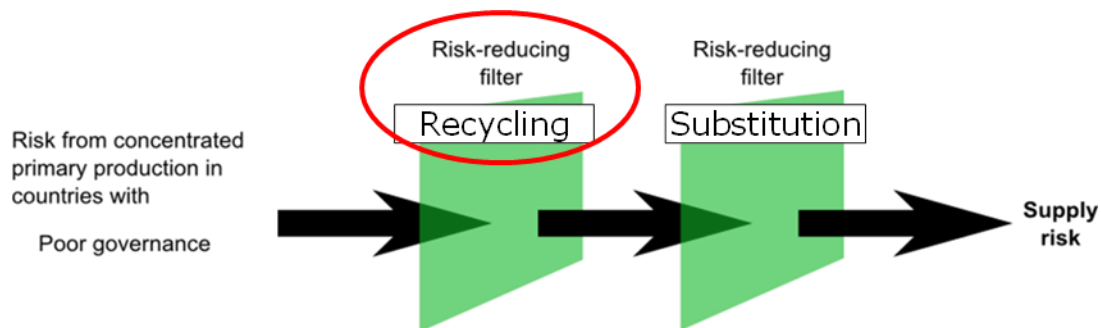 Risk from concentrated
primary production in
countries with
Poor governance
Risk-reducing
filter
Recycling
Risk-reducing
filter
Substitution
Supply
risk